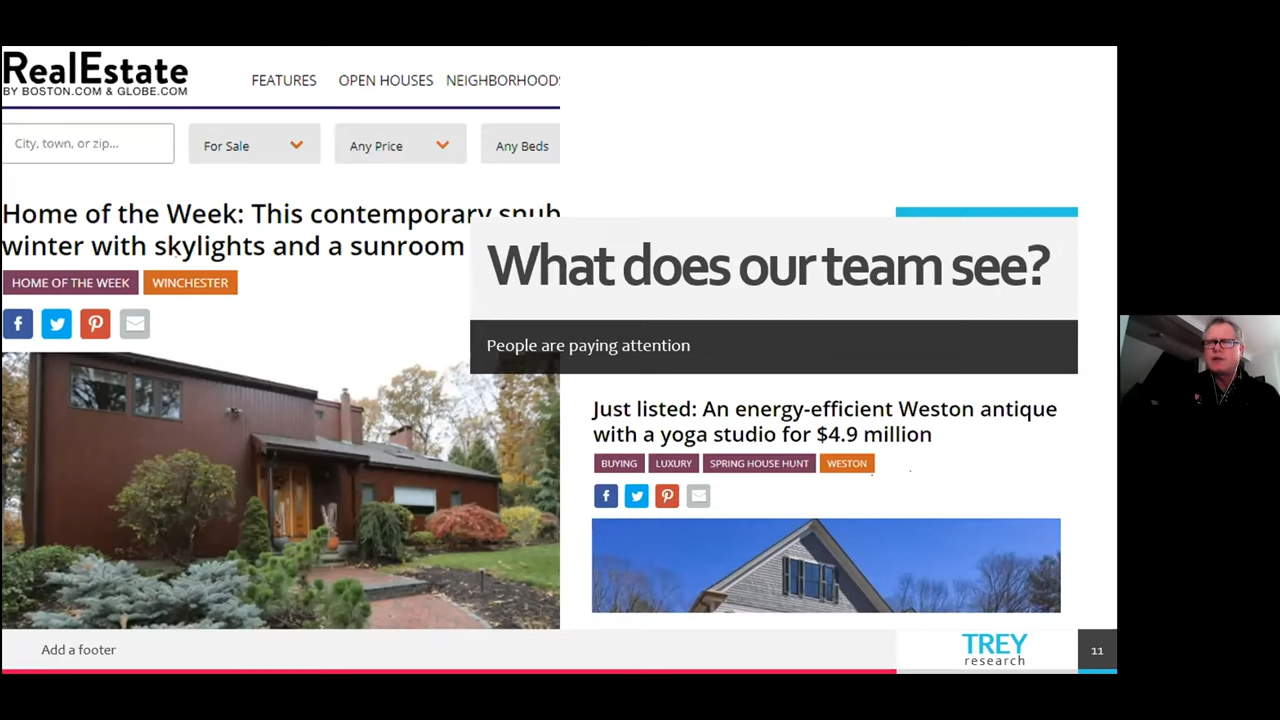 RealEstate
BY BOSTON.COM & GLOBE.COM
FEATURES OPEN HOUSES NEIGHBORHOODS
City, town, or zip...
For Sale
Any Price
Any Beds
Home of the Week: This contemporary snub
winter with skylights and a sunroom
HOME OF THE WEEK
WINCHESTER
What does our team see?
People are paying attention
Just listed: An energy-efficient Weston antique
with a yoga studio for $4.9 million
BUYING
LUXURY
SPRING HOUSE HUNT
WESTON
Add a footer
TREY
research
11